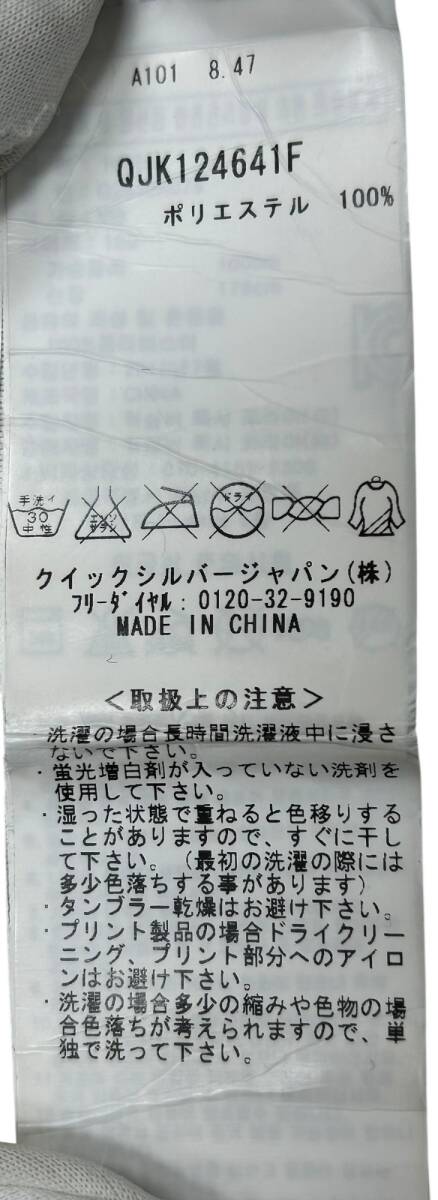 A101 8.47
QJK124641F
ポリエステル 100%
手洗イ
30
中性
エンソ
サラシ
ドライ
クイックシルバージャパン(株)
ﾌﾘｰﾀﾞｲﾔﾙ: 0120-32-9190
MADE IN CHINA
<取扱上の注意>
・洗濯の場合長時間洗濯液中に浸さ
ないで下さい。
・蛍光増白剤が入っていない洗剤を
使用して下さい。
・湿った状態で重ねると色移りする
ことがありますので、すぐに干し
て下さい。(最初の洗濯の際には
多少色落ちする事があります)
・タンブラー乾燥はお避け下さい。
・プリント製品の場合ドライクリー
ニング、プリント部分へのアイロ
ンはお避け下さい。
・洗濯の場合多少の縮みや色物の場
合色落ちが考えられますので、単
独で洗って下さい。